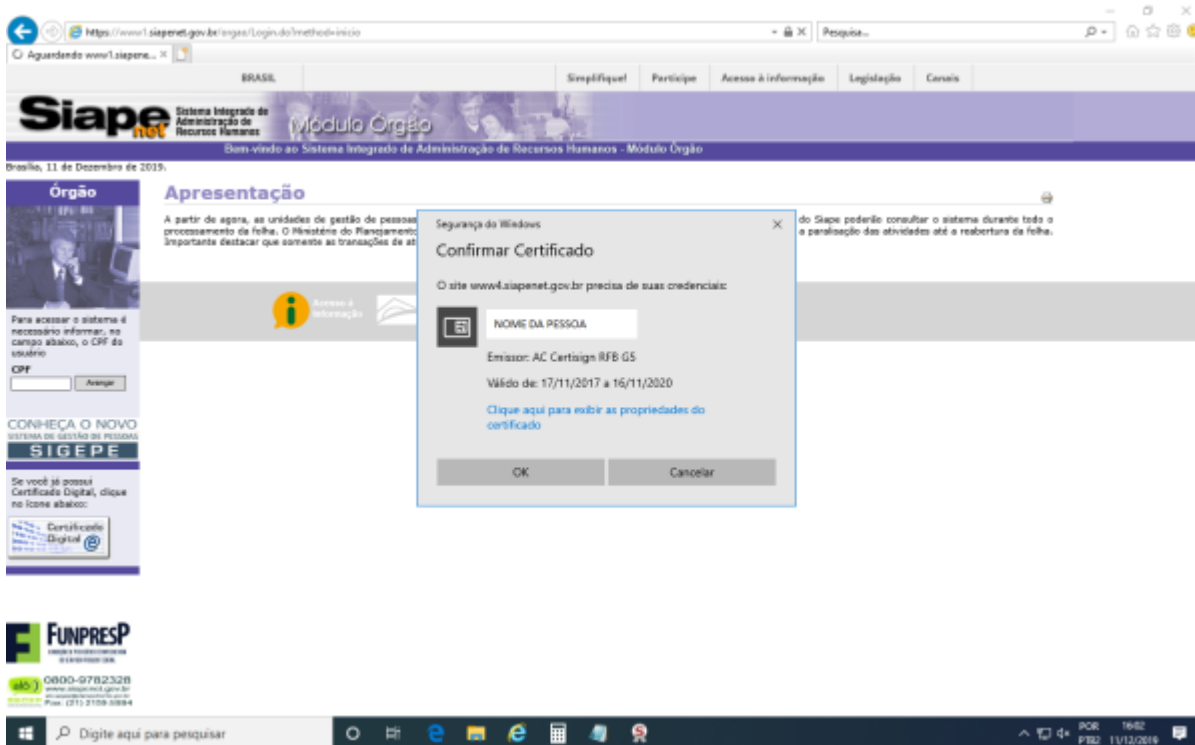 https://www1.siapenet.gov.br/orgao/Login.do?method=inicio
Pesquisa...
Aguardando www1.siapene...
BRASIL
Simplifique!
Participe
Acesso à informação
Legislação
Canais
Siape
net
Sistema Integrado de
Administração de
Recursos Humanos
Módulo Órgão
Bem-vindo ao Sistema Integrado de Administração de Recursos Humanos - Módulo Órgão
Brasília, 11 de Dezembro de 2019.
Órgão
Apresentação
A partir de agora, as unidades de gestão de pessoas
do Siape poderão consultar o sistema durante todo o
processamento da folha. O Ministério do Planejamento
a paralisação das atividades até a reabertura da folha.
Importante destacar que somente as transações de at
Segurança do Windows
Confirmar Certificado
O site www4.siapenet.gov.br precisa de suas credenciais:
NOME DA PESSOA
Emissor: AC Certisign RFB G5
Válido de: 17/11/2017 a 16/11/2020
Clique aqui para exibir as propriedades do
certificado
OK
Cancelar
Acesso à
Informação
Para acessar o sistema é
necessário informar, no
campo abaixo, o CPF do
usuário
CPF
Avançar
CONHEÇA O NOVO
SISTEMA DE GESTÃO DE PESSOAS
SIGEPE
Se você já possui
Certificado Digital, clique
no ícone abaixo:
Certificado
Digital
FUNPRESP
alô
0800-9782328
Digite aqui para pesquisar
POR
PTB2
16:02
11/12/2019